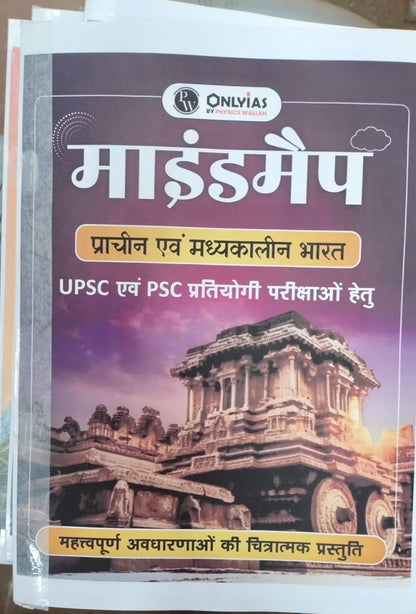 PW ONLYIAS
BY PHYSICS WALLAH
माइंडमैप
प्राचीन एवं मध्यकालीन भारत
UPSC एवं PSC प्रतियोगी परीक्षाओं हेतु
महत्त्वपूर्ण अवधारणाओं की चित्रात्मक प्रस्तुति